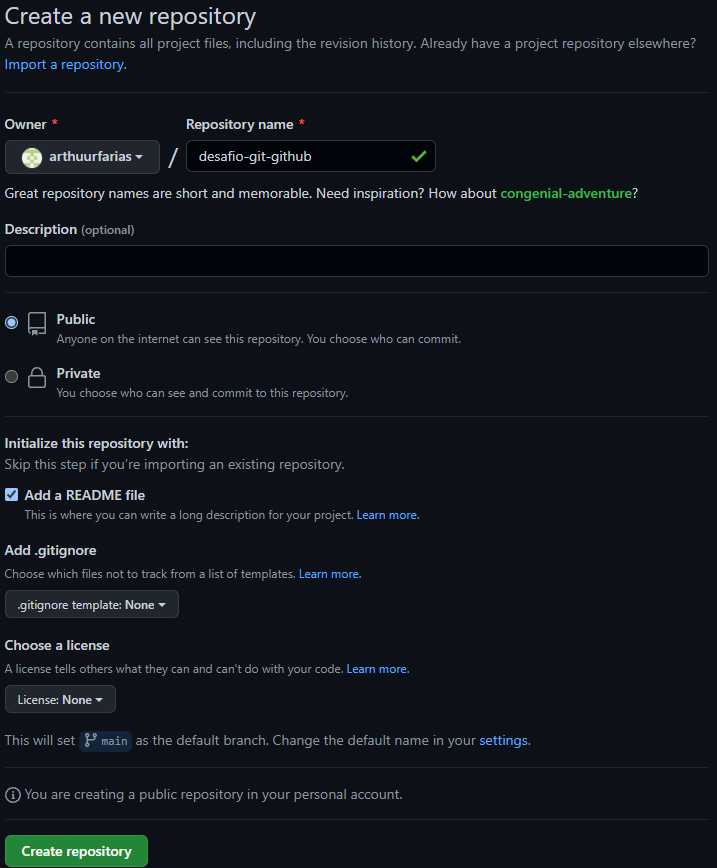 Create a new repository
A repository contains all project files, including the revision history. Already have a project repository elsewhere?
Import a repository.
Owner * Repository name *
arthuurfarias / desafio-git-github
Great repository names are short and memorable. Need inspiration? How about congenial-adventure?
Description (optional)
Public
Anyone on the internet can see this repository. You choose who can commit.
Private
You choose who can see and commit to this repository.
Initialize this repository with:
Skip this step if you're importing an existing repository.
Add a README file
This is where you can write a long description for your project. Learn more.
Add .gitignore
Choose which files not to track from a list of templates. Learn more.
.gitignore template: None
Choose a license
A license tells others what they can and can't do with your code. Learn more.
License: None
This will set main as the default branch. Change the default name in your settings.
You are creating a public repository in your personal account.
Create repository